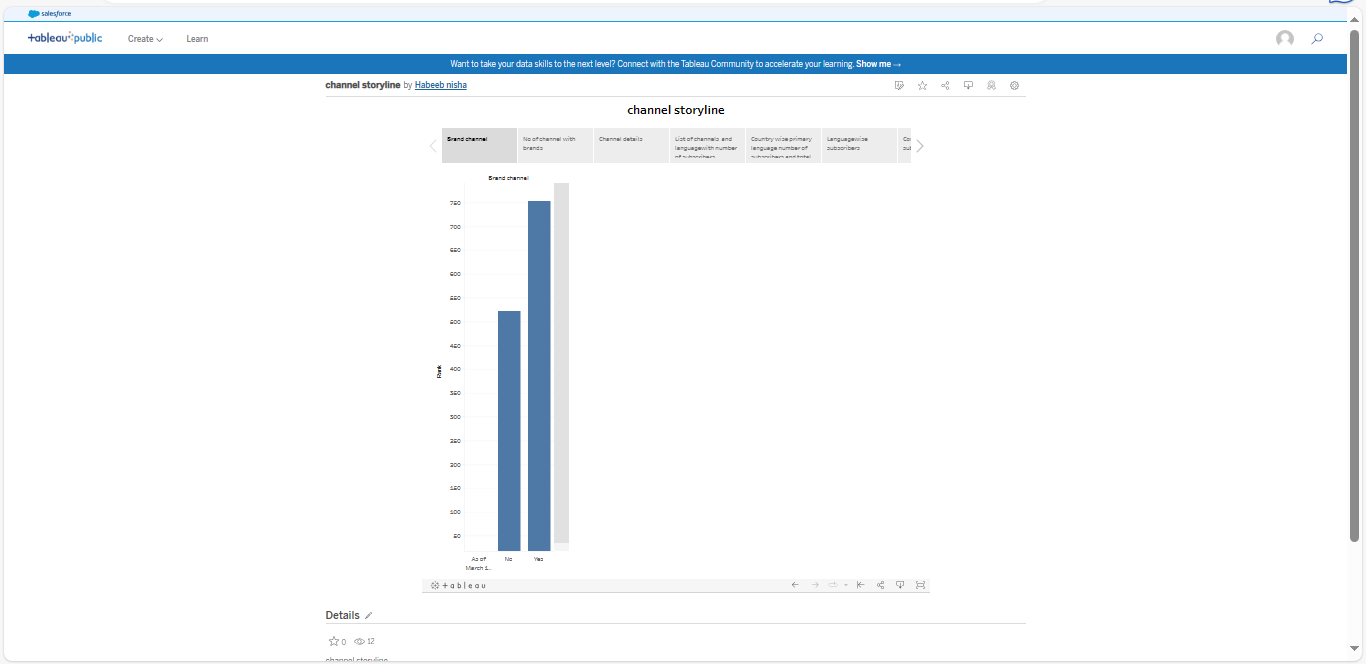 salesforce
+ableau public
Create
Learn
Want to take your data skills to the next level? Connect with the Tableau Community to accelerate your learning. Show me →
channel storyline by Habeeb nisha
channel storyline
Brand channel
No of channel with
brands
Channel details
List of channels and
languagewith number
of subscribers
Country wise primary
language number of
subscribers and total
Languagewise
subscribers
Brand channel
750
700
650
600
550
500
450
400
350
300
250
200
150
100
50
Rank
As of
March 1..
No
Yes
+ a b | e a u
Details
0
12
channel storyline